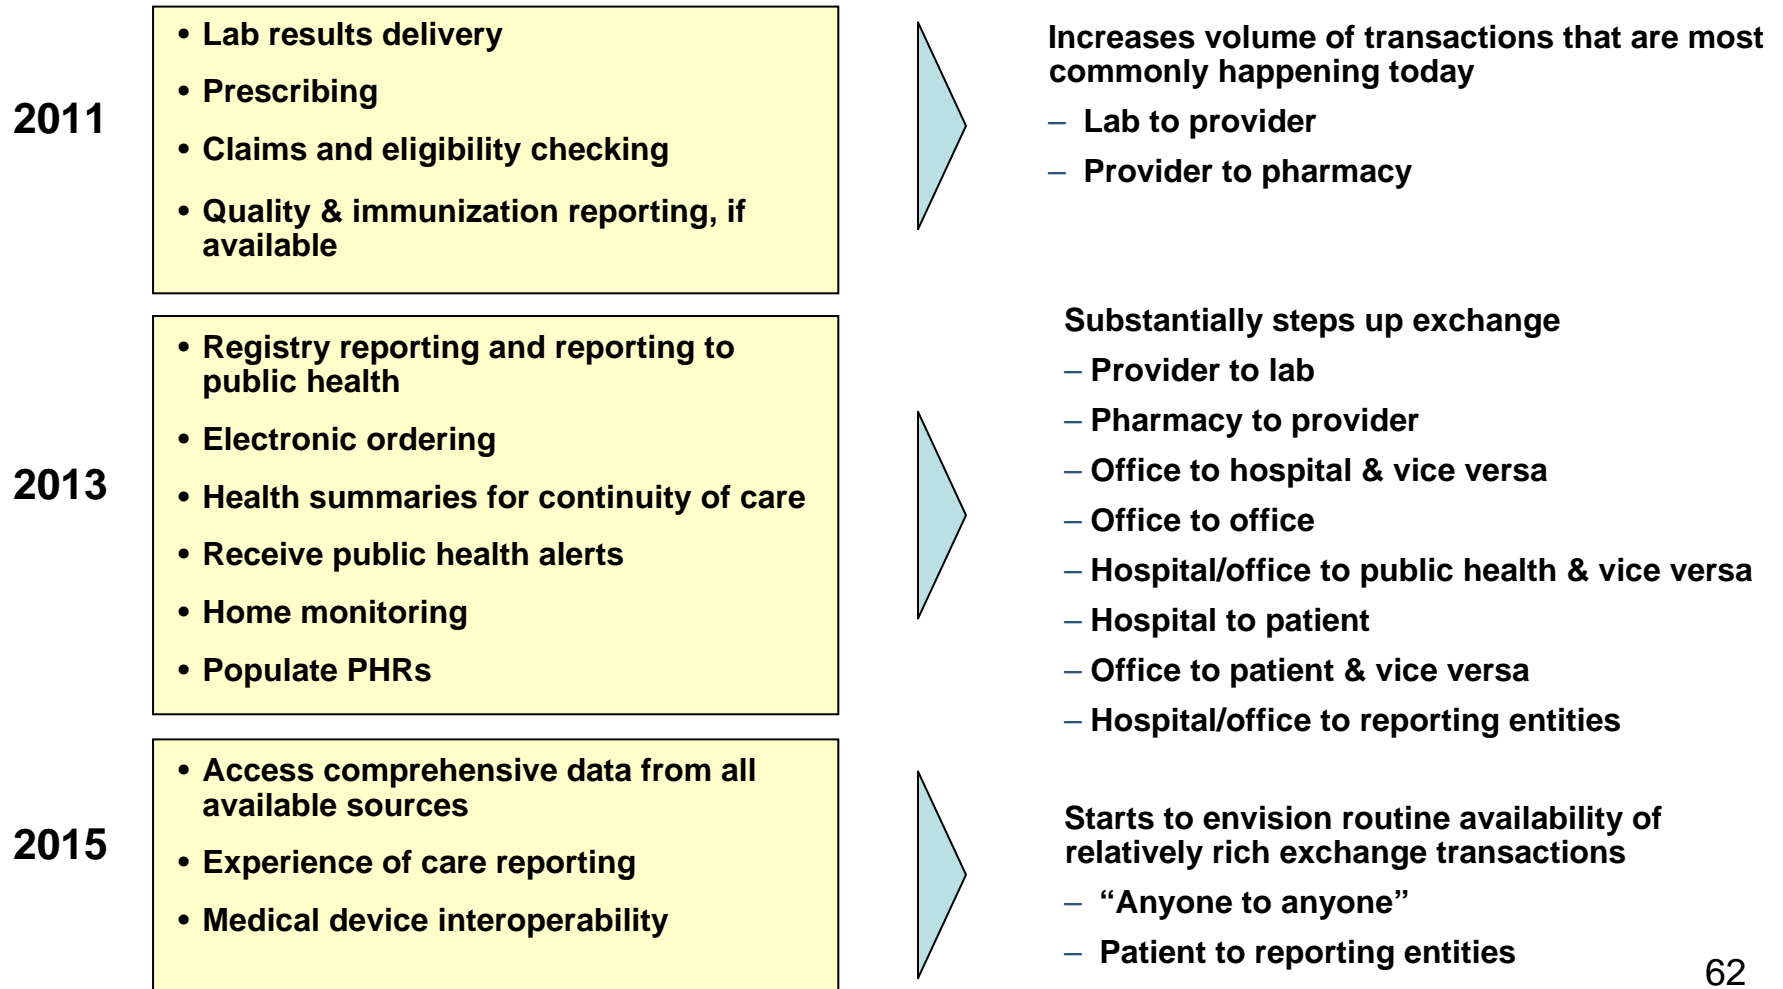 2011
• Lab results delivery
• Prescribing
• Claims and eligibility checking
• Quality & immunization reporting, if
available
Increases volume of transactions that are most
commonly happening today
– Lab to provider
– Provider to pharmacy
2013
• Registry reporting and reporting to
public health
• Electronic ordering
• Health summaries for continuity of care
• Receive public health alerts
• Home monitoring
• Populate PHRs
Substantially steps up exchange
– Provider to lab
– Pharmacy to provider
– Office to hospital & vice versa
– Office to office
– Hospital/office to public health & vice versa
– Hospital to patient
– Office to patient & vice versa
– Hospital/office to reporting entities
2015
• Access comprehensive data from all
available sources
• Experience of care reporting
• Medical device interoperability
Starts to envision routine availability of
relatively rich exchange transactions
– “Anyone to anyone”
– Patient to reporting entities
62